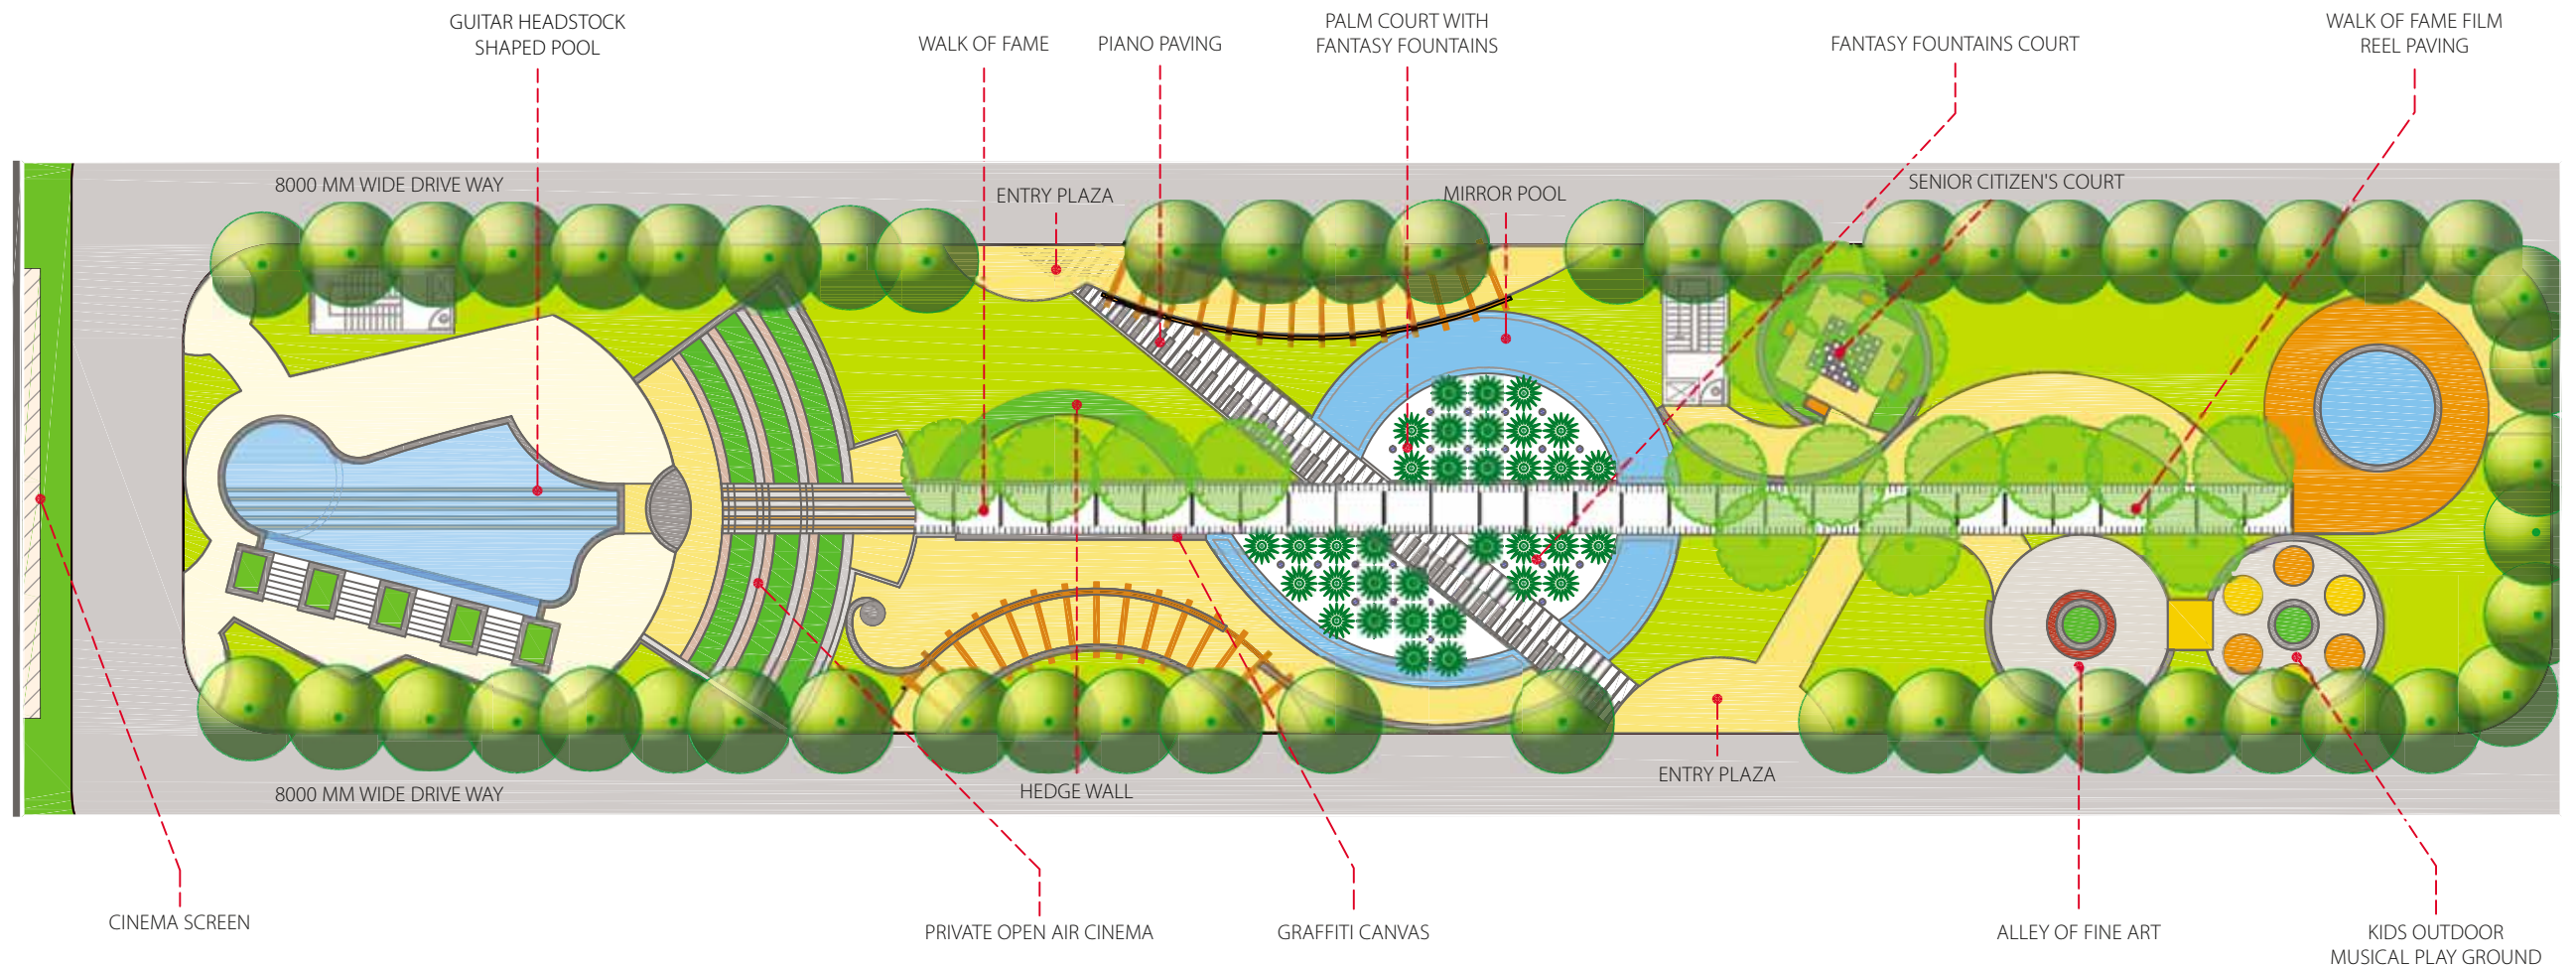 GUITAR HEADSTOCK
SHAPED POOL
WALK OF FAME
PIANO PAVING
PALM COURT WITH
FANTASY FOUNTAINS
FANTASY FOUNTAINS COURT
WALK OF FAME FILM
REEL PAVING
8000 MM WIDE DRIVE WAY
ENTRY PLAZA
MIRROR POOL
SENIOR CITIZEN'S COURT
8000 MM WIDE DRIVE WAY
HEDGE WALL
ENTRY PLAZA
CINEMA SCREEN
PRIVATE OPEN AIR CINEMA
GRAFFITI CANVAS
ALLEY OF FINE ART
KIDS OUTDOOR
MUSICAL PLAY GROUND